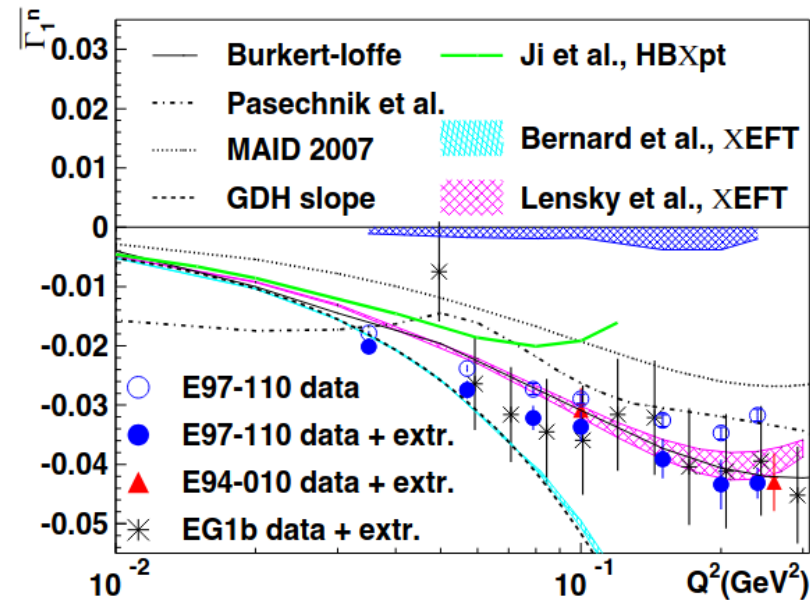 Γ₁ⁿ
0.03
0.02
0.01
0
-0.01
-0.02
-0.03
-0.04
-0.05
Burkert-Ioffe
Pasechnik et al.
MAID 2007
GDH slope
Ji et al., HBΧpt
Bernard et al., ΧEFT
Lensky et al., ΧEFT
E97-110 data
E97-110 data + extr.
E94-010 data + extr.
EG1b data + extr.
10⁻²
10⁻¹
Q²(GeV²)